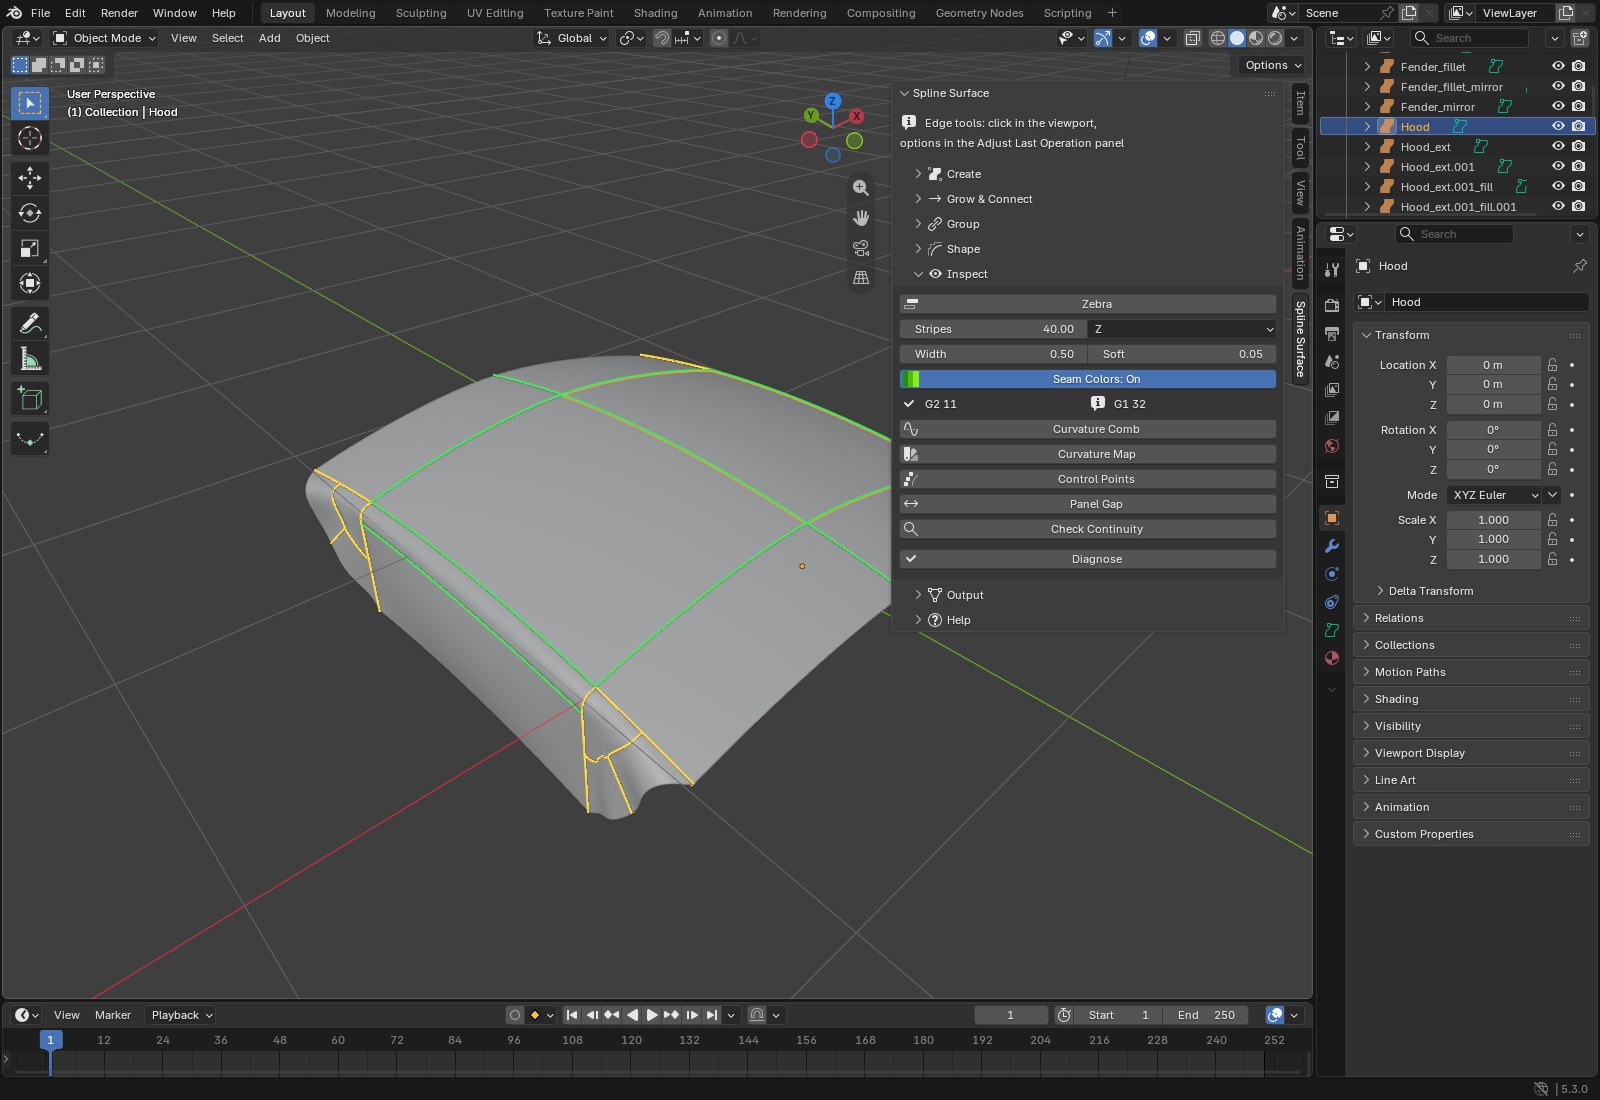 File Edit Render Window Help Layout Modeling Sculpting UV Editing Texture Paint Shading Animation Rendering Compositing Geometry Nodes Scripting + Scene ViewLayer
Object Mode View Select Add Object Global Search
Options
User Perspective
(1) Collection | Hood
Z
Y
X
Spline Surface
Edge tools: click in the viewport,
options in the Adjust Last Operation panel
Create
Grow & Connect
Group
Shape
Inspect
Zebra
Stripes 40.00 Z
Width 0.50 Soft 0.05
Seam Colors: On
G2 11 G1 32
Curvature Comb
Curvature Map
Control Points
Panel Gap
Check Continuity
Diagnose
Output
Help
Item
Tool
View
Animation
Spline Surface
Fender_fillet
Fender_fillet_mirror
Fender_mirror
Hood
Hood_ext
Hood_ext.001
Hood_ext.001_fill
Hood_ext.001_fill.001
Search
Hood
Hood
Transform
Location X 0 m
Y 0 m
Z 0 m
Rotation X 0°
Y 0°
Z 0°
Mode XYZ Euler
Scale X 1.000
Y 1.000
Z 1.000
Delta Transform
Relations
Collections
Motion Paths
Shading
Visibility
Viewport Display
Line Art
Animation
Custom Properties
View Marker Playback 1 Start 1 End 250
1 12 24 36 48 60 72 84 96 108 120 132 144 156 168 180 192 204 216 228 240 252
5.3.0